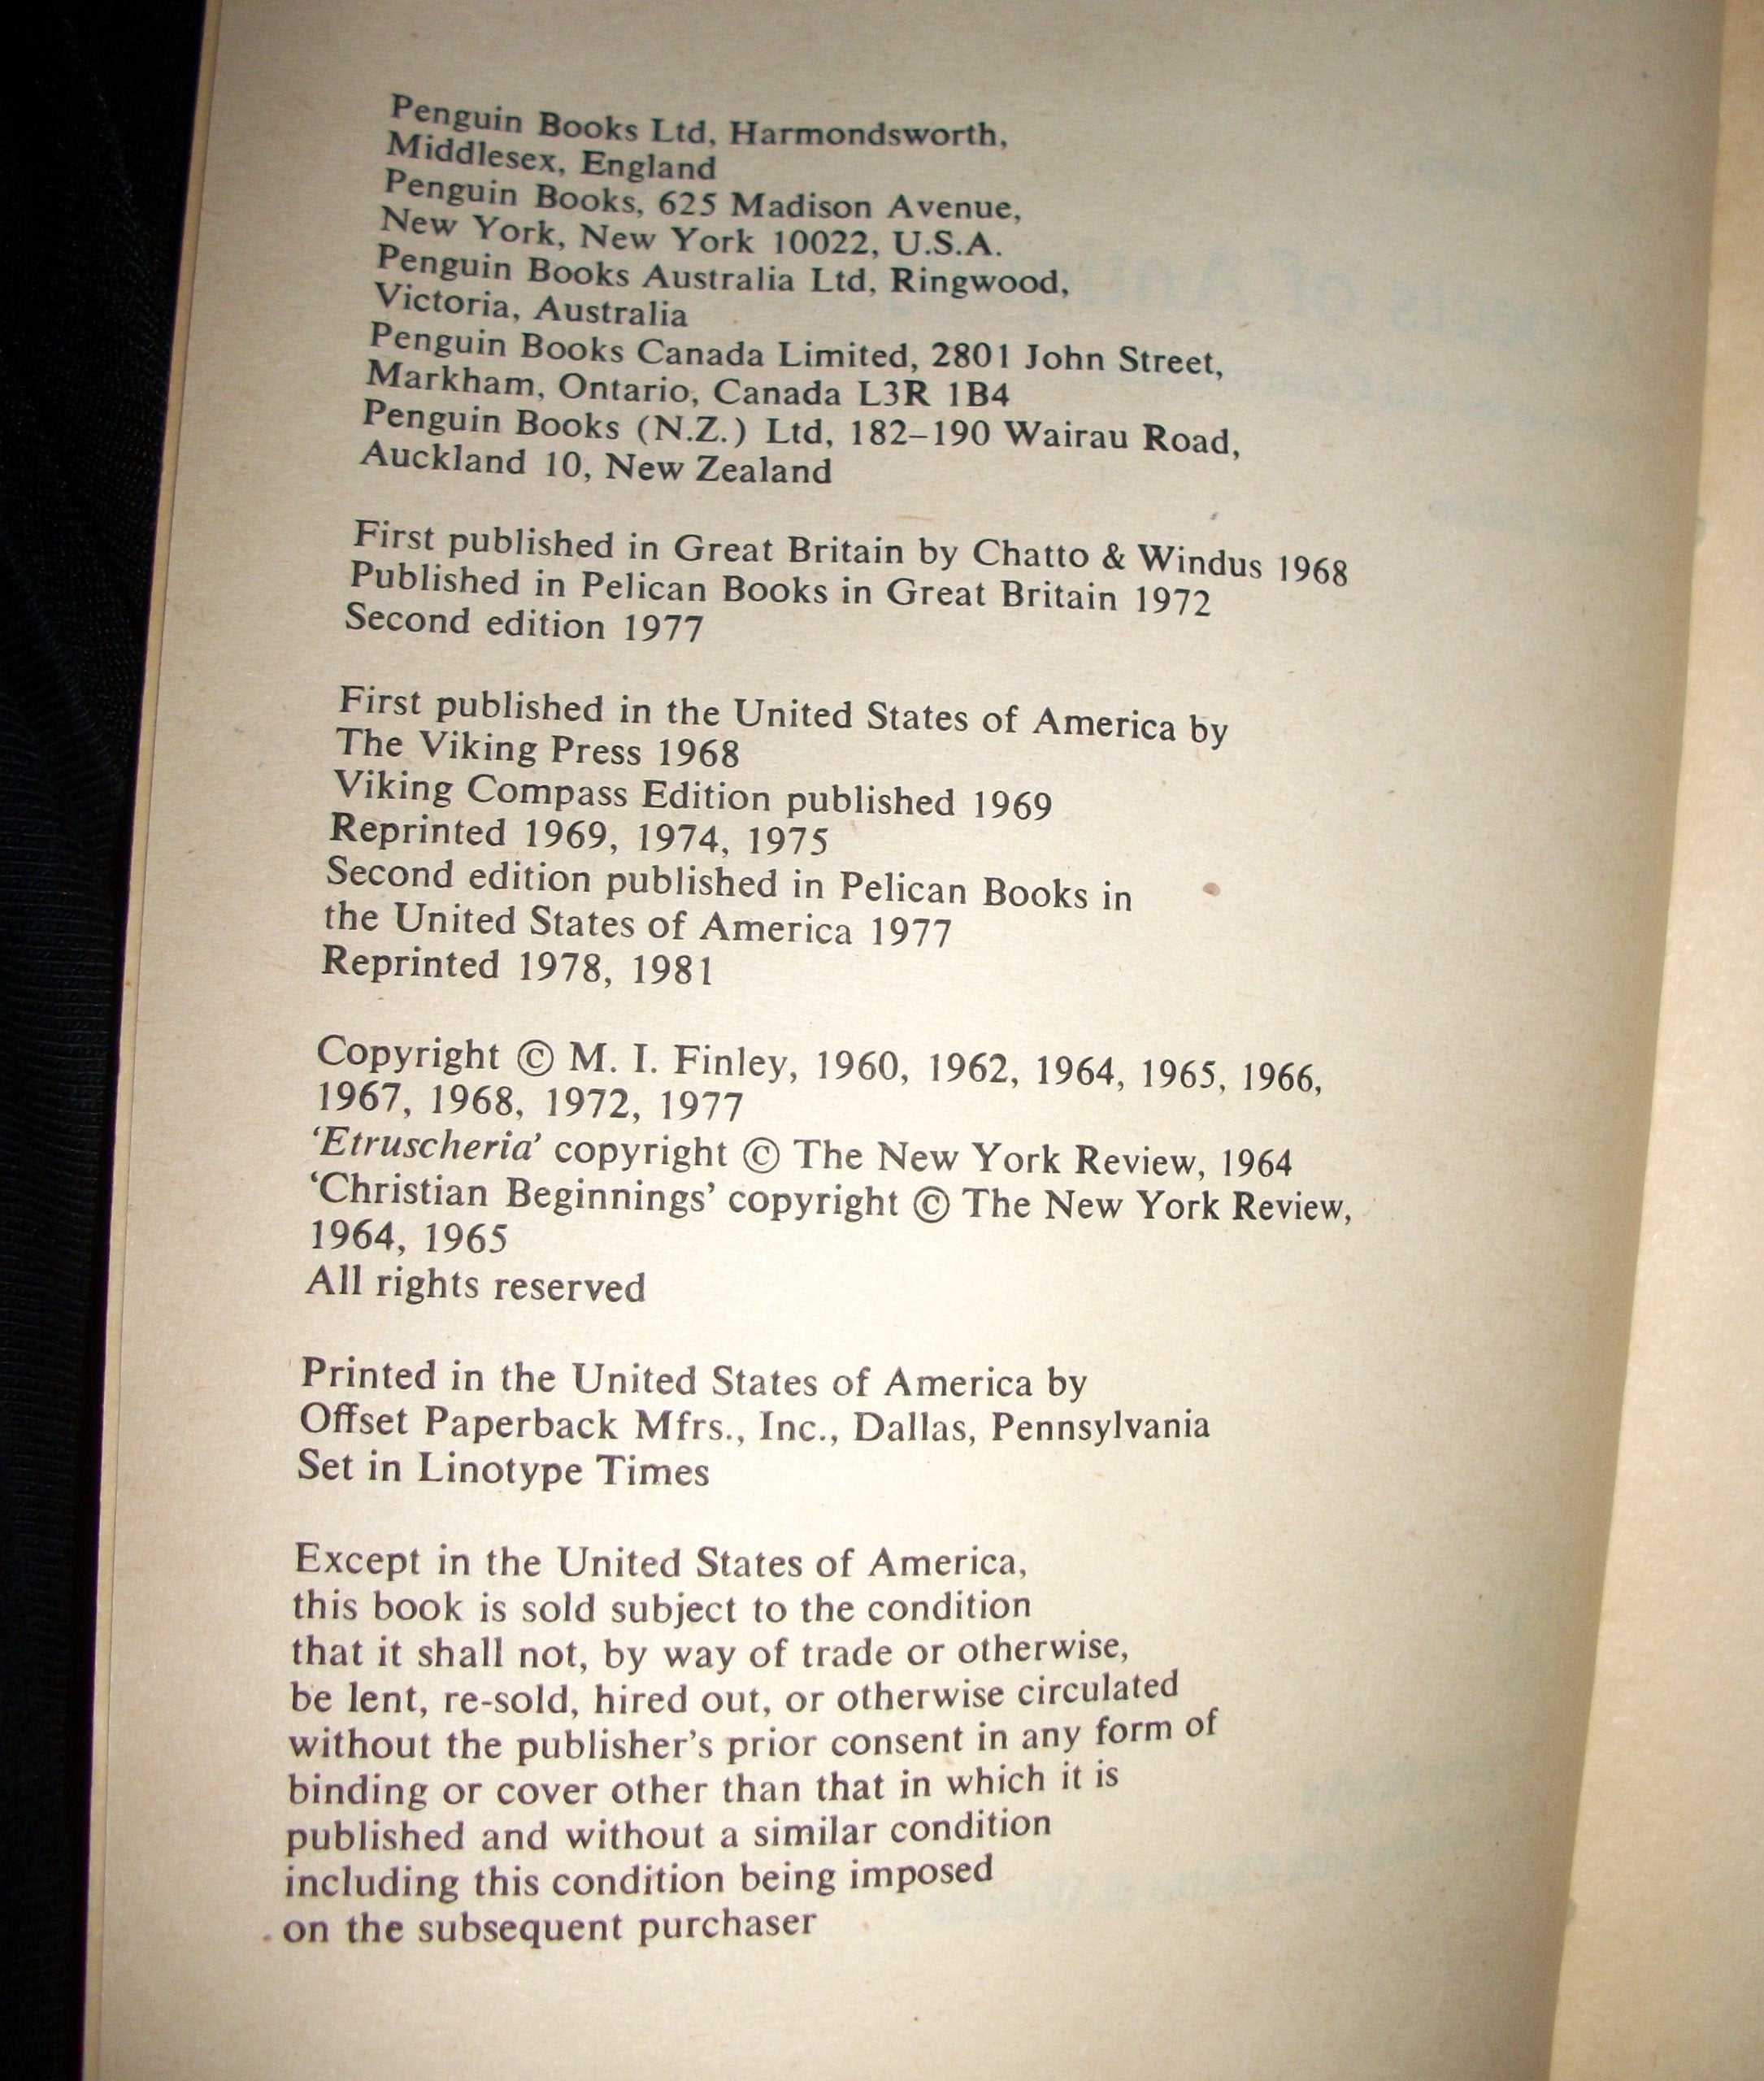 Penguin Books Ltd, Harmondsworth,
Middlesex, England
Penguin Books, 625 Madison Avenue,
New York, New York 10022, U.S.A.
Penguin Books Australia Ltd, Ringwood,
Victoria, Australia
Penguin Books Canada Limited, 2801 John Street,
Markham, Ontario, Canada L3R 1B4
Penguin Books (N.Z.) Ltd, 182–190 Wairau Road,
Auckland 10, New Zealand
First published in Great Britain by Chatto & Windus 1968
Published in Pelican Books in Great Britain 1972
Second edition 1977
First published in the United States of America by
The Viking Press 1968
Viking Compass Edition published 1969
Reprinted 1969, 1974, 1975
Second edition published in Pelican Books in
the United States of America 1977
Reprinted 1978, 1981
Copyright © M. I. Finley, 1960, 1962, 1964, 1965, 1966,
1967, 1968, 1972, 1977
‘Etruscheria’ copyright © The New York Review, 1964
‘Christian Beginnings’ copyright © The New York Review,
1964, 1965
All rights reserved
Printed in the United States of America by
Offset Paperback Mfrs., Inc., Dallas, Pennsylvania
Set in Linotype Times
Except in the United States of America,
this book is sold subject to the condition
that it shall not, by way of trade or otherwise,
be lent, re-sold, hired out, or otherwise circulated
without the publisher’s prior consent in any form of
binding or cover other than that in which it is
published and without a similar condition
including this condition being imposed
on the subsequent purchaser